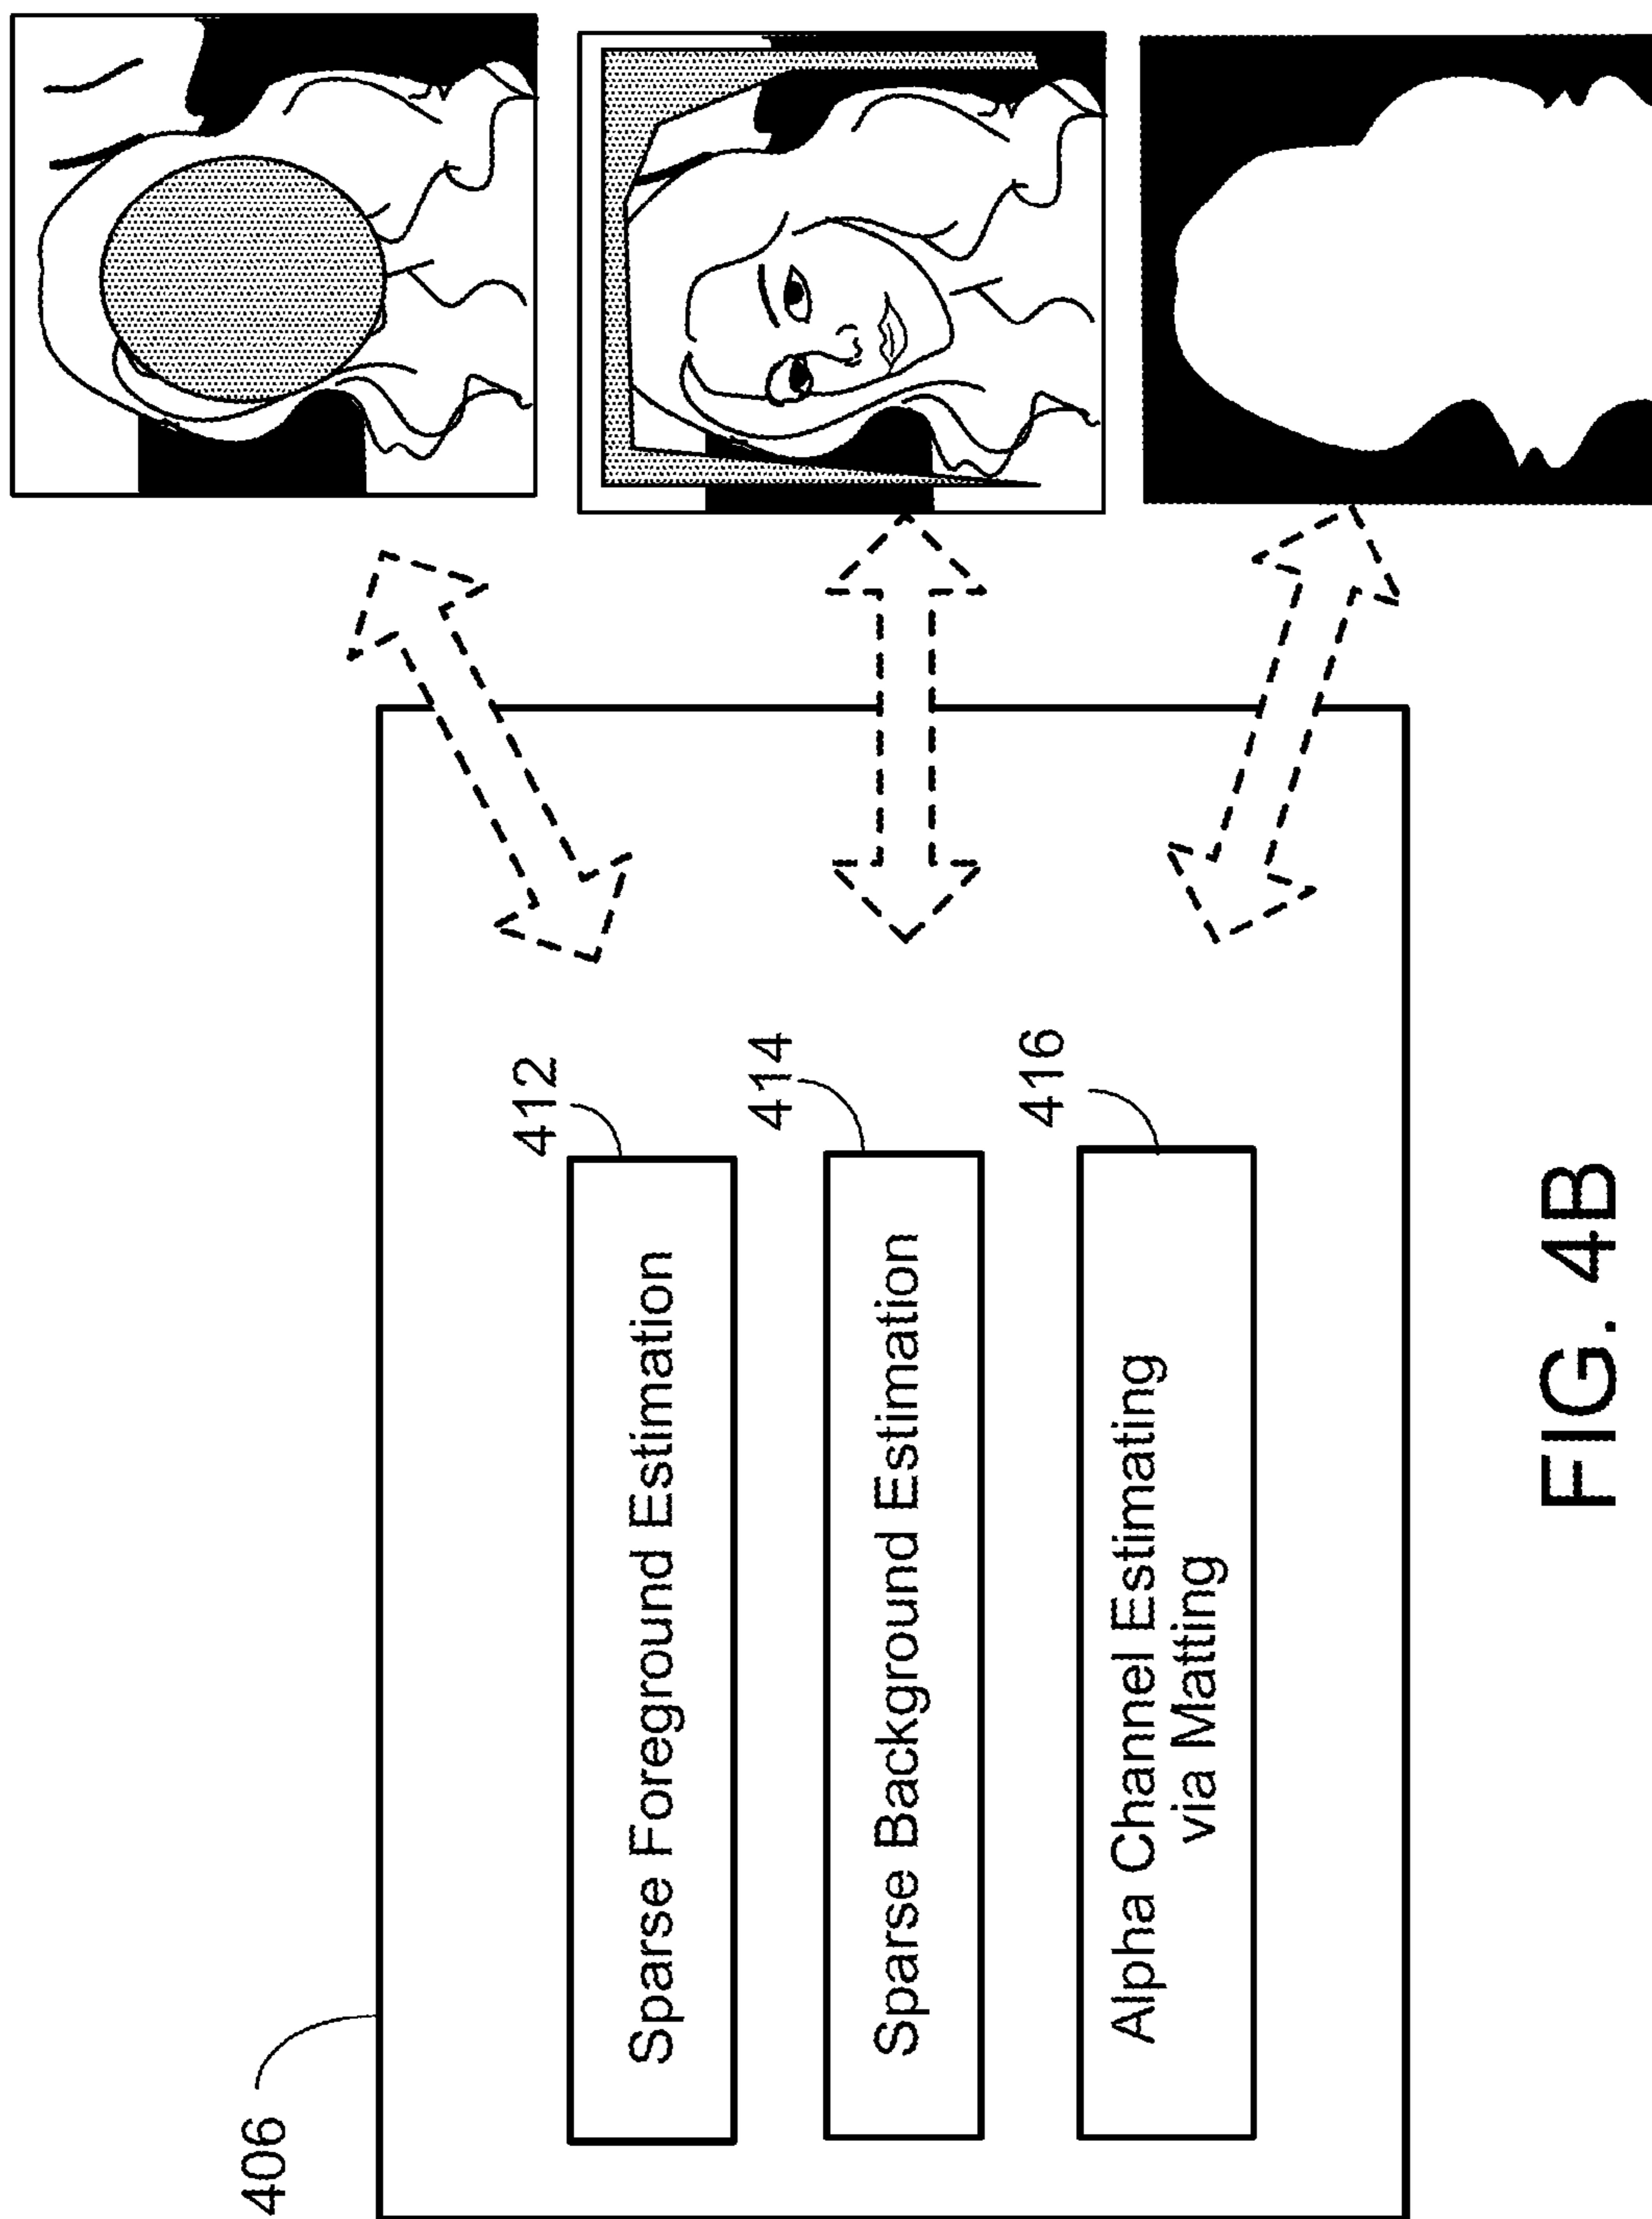 406
412
Sparse Foreground Estimation
414
Sparse Background Estimation
416
Alpha Channel Estimating
via Matting
FIG. 4B